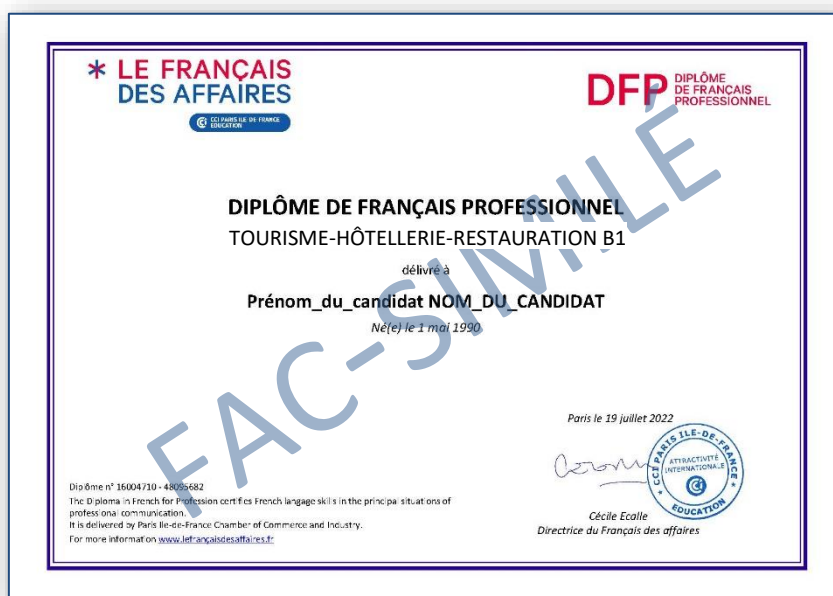 * LE FRANÇAIS
DES AFFAIRES
CCI PARIS ILE-DE-FRANCE
EDUCATION
DFP DIPLÔME
DE FRANÇAIS
PROFESSIONNEL
DIPLÔME DE FRANÇAIS PROFESSIONNEL
TOURISME-HÔTELLERIE-RESTAURATION B1
délivré à
Prénom_du_candidat NOM_DU_CANDIDAT
Né(e) le 1 mai 1990
FAC-SIMILÉ
Paris le 19 juillet 2022
CCI PARIS ILE-DE-FRANCE
ATTRACTIVITÉ
INTERNATIONALE
EDUCATION
Cécile Ecalle
Directrice du Français des affaires
Diplôme n° 16004710 - 48095682
The Diploma in French for Profession certifies French langage skills in the principal situations of
professional communication.
It is delivered by Paris Ile-de-France Chamber of Commerce and Industry.
For more information www.lefrançaisdesaffaires.fr